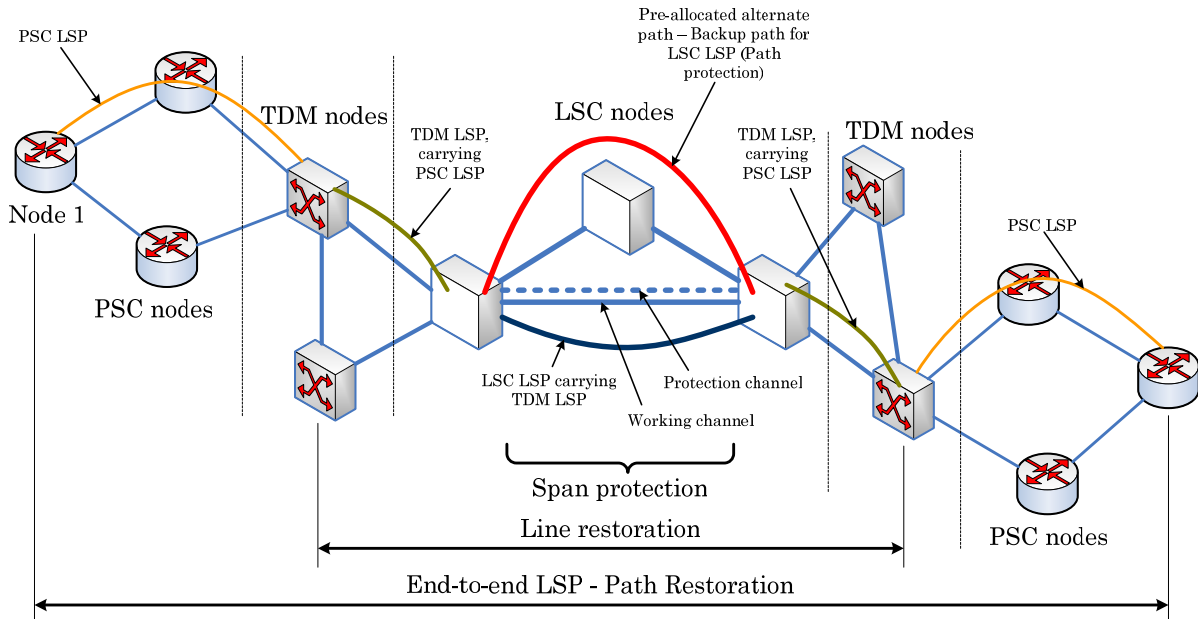 PSC LSP
Pre-allocated alternate
path – Backup path for
LSC LSP (Path
protection)
LSC nodes
TDM nodes
TDM LSP,
carrying
PSC LSP
TDM LSP,
carrying
PSC LSP
TDM nodes
Node 1
PSC LSP
PSC nodes
LSC LSP carrying
TDM LSP
Protection channel
Working channel
Span protection
Line restoration
PSC nodes
End-to-end LSP - Path Restoration